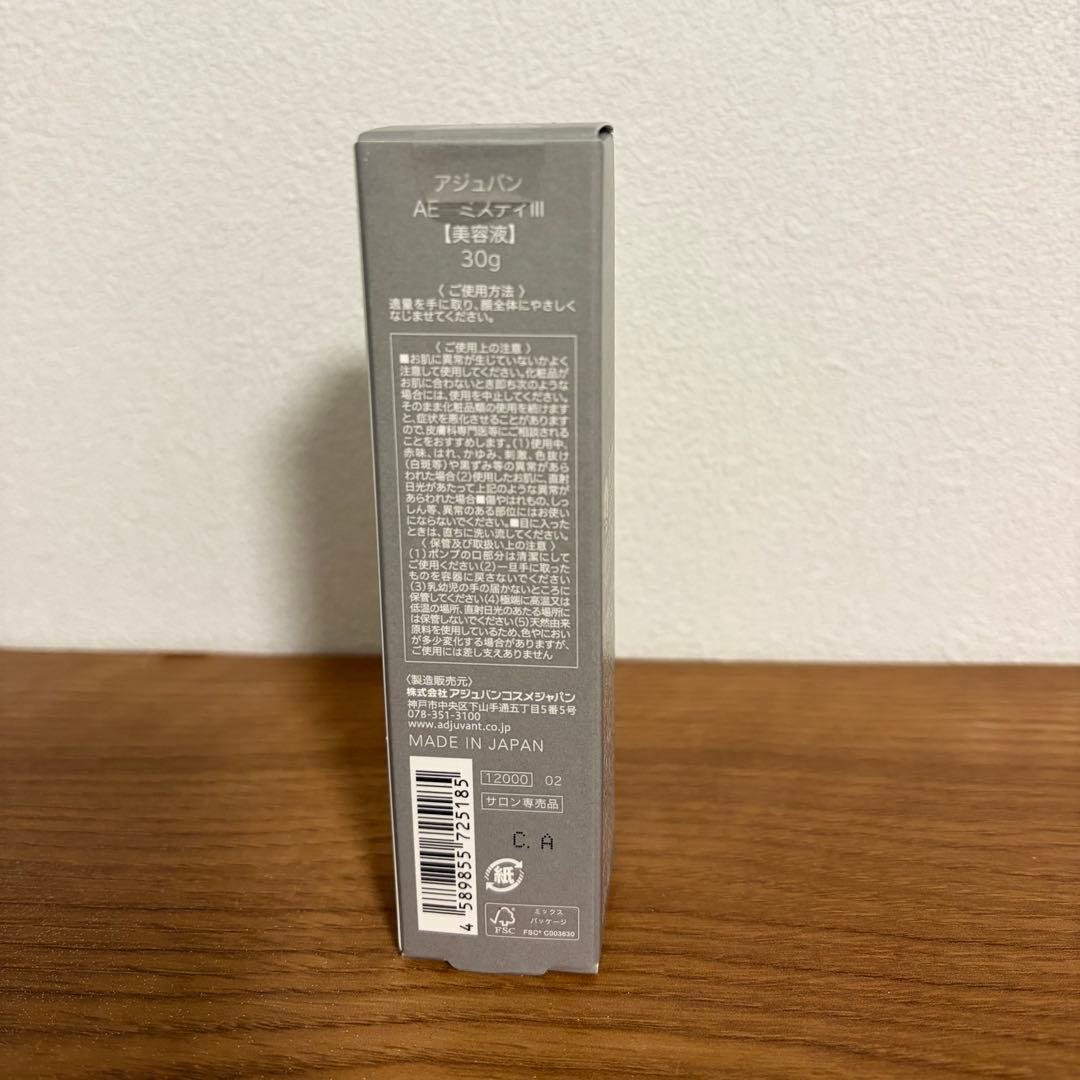 アジュバン
AE ミスティIII
【美容液】
30g
〈 ご使用方法 〉
適量を手に取り、顔全体にやさしく
なじませてください。
〈 ご使用上の注意 〉
■お肌に異常が生じていないかよく
注意して使用してください。化粧品が
お肌に合わないとき即ち次のような
場合には、使用を中止してください。
そのまま化粧品類の使用を続けます
と、症状を悪化させることがあります
ので、皮膚科専門医等にご相談される
ことをおすすめします。(1)使用中、
赤味、はれ、かゆみ、刺激、色抜け
(白斑等)や黒ずみ等の異常があら
われた場合(2)使用したお肌に、直射
日光があたって上記のような異常が
あらわれた場合■傷やはれもの、しっ
しん等、異常のある部位にはお使い
にならないでください。■目に入った
ときは、直ちに洗い流してください。
〈 保管及び取扱い上の注意 〉
(1)ポンプの口部分は清潔にして
ご使用ください(2)一旦手に取った
ものを容器に戻さないでください
(3)乳幼児の手の届かないところに
保管してください(4)極端に高温又は
低温の場所、直射日光のあたる場所に
は保管しないでください(5)天然由来
原料を使用しているため、色やにおい
が多少変化する場合がありますが、
ご使用には差し支えありません
〈製造販売元〉
株式会社 アジュバンコスメジャパン
神戸市中央区下山手通五丁目5番5号
078-351-3100
www.adjuvant.co.jp
MADE IN JAPAN
12000 02
サロン専売品
C. A
4 589855 725185
紙
FSC
ミックス
パッケージ
FSC® C003630